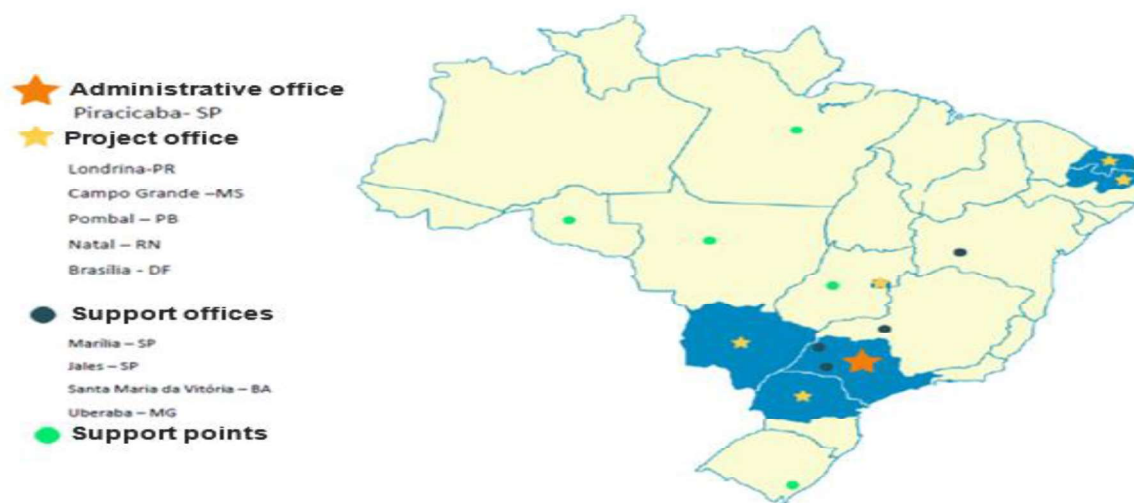 Administrative office
Piracicaba- SP
Project office
Londrina-PR
Campo Grande –MS
Pombal – PB
Natal – RN
Brasília - DF
Support offices
Marília – SP
Jales – SP
Santa Maria da Vitória – BA
Uberaba – MG
Support points